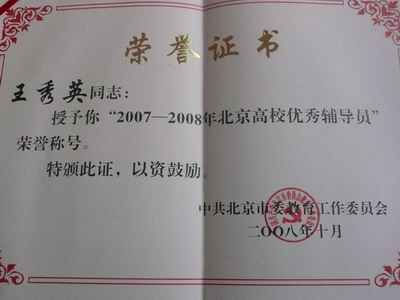 荣誉证书
王秀英同志：
授予你“2007—2008年北京高校优秀辅导员”
荣誉称号。
特颁此证，以资鼓励。
中共北京市委教育工作委员会
二〇〇八年十月